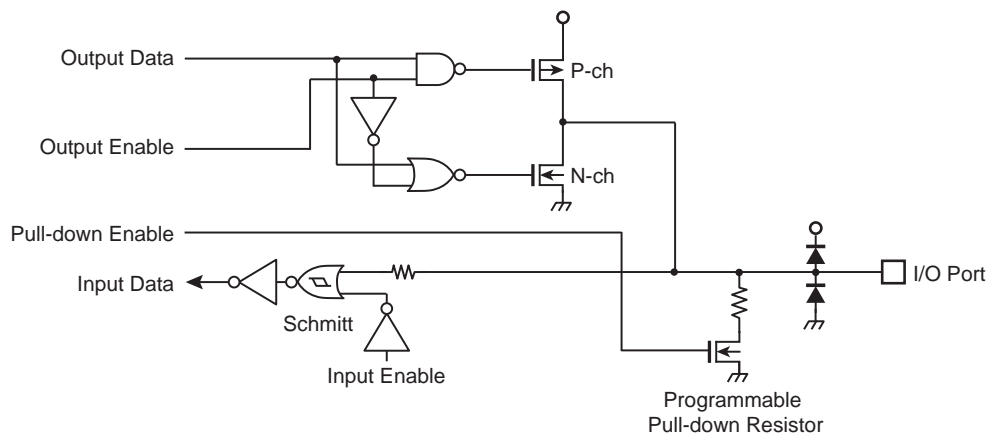 Output Data
P-ch
Output Enable
N-ch
Pull-down Enable
Input Data
I/O Port
Schmitt
Input Enable
Programmable
Pull-down Resistor